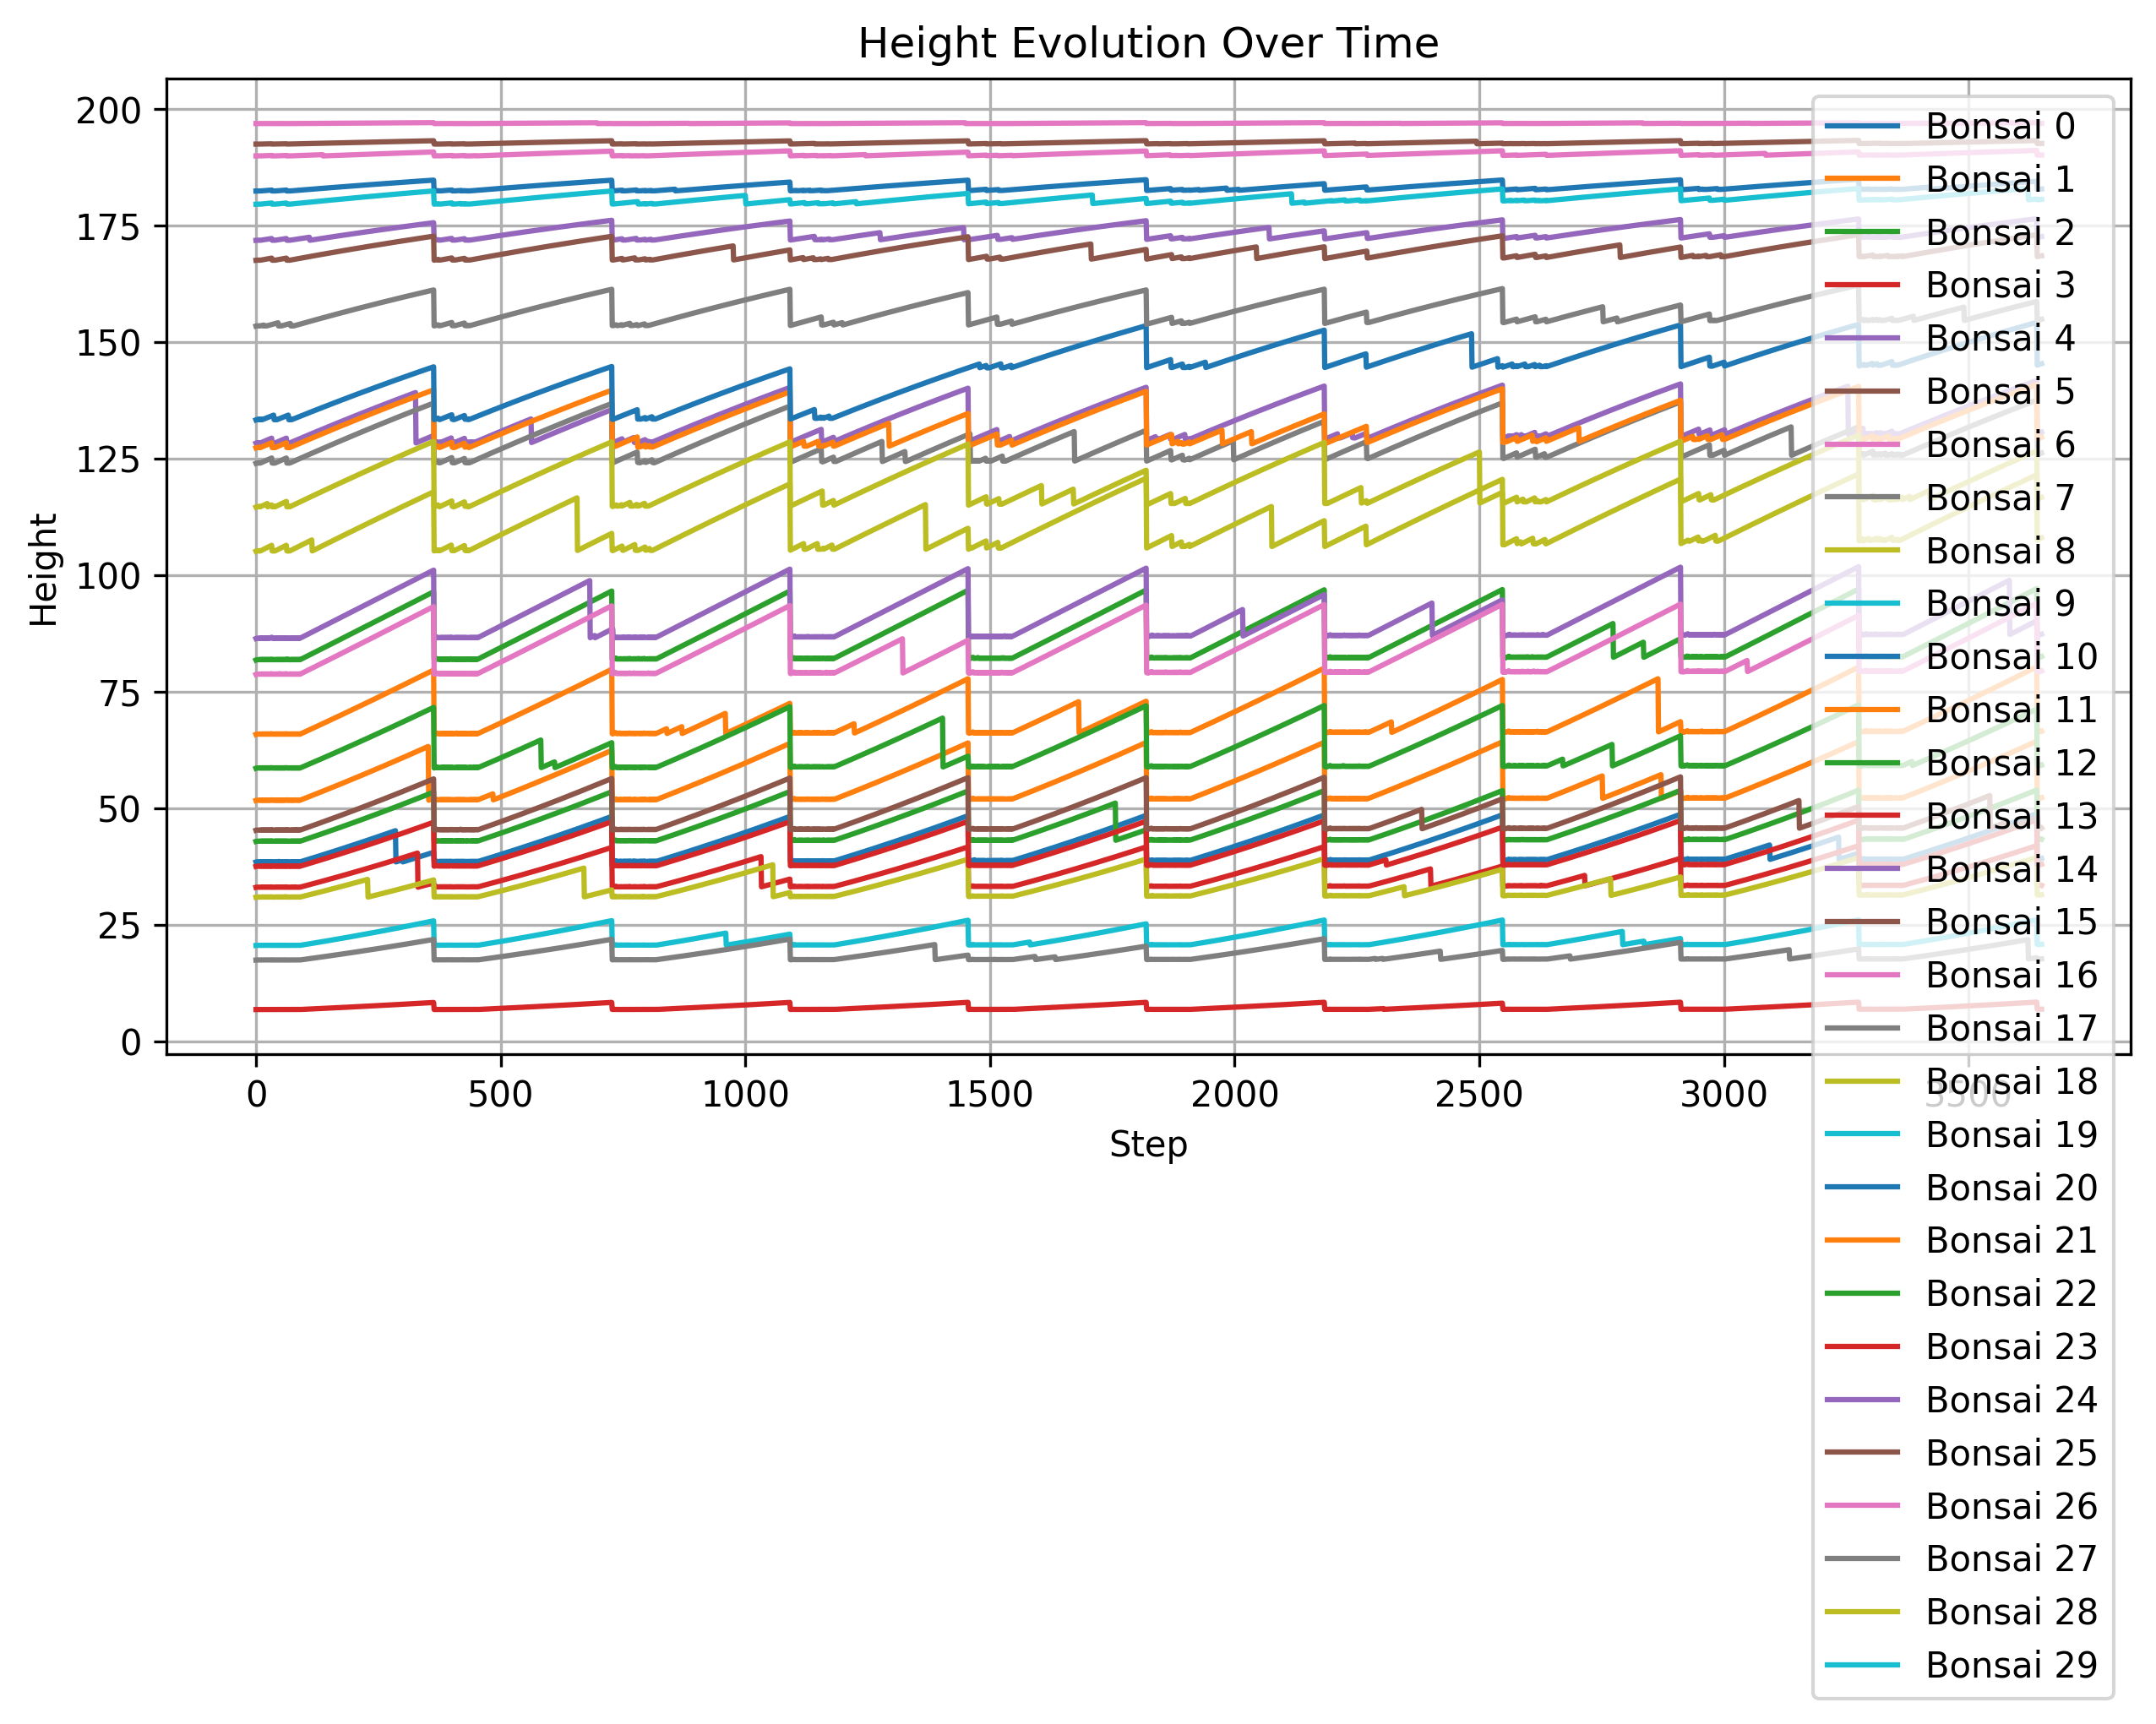 Height Evolution Over Time
Height
200
175
150
125
100
75
50
25
0
0 500 1000 1500 2000 2500 3000 3500
Step
Bonsai 0
Bonsai 1
Bonsai 2
Bonsai 3
Bonsai 4
Bonsai 5
Bonsai 6
Bonsai 7
Bonsai 8
Bonsai 9
Bonsai 10
Bonsai 11
Bonsai 12
Bonsai 13
Bonsai 14
Bonsai 15
Bonsai 16
Bonsai 17
Bonsai 18
Bonsai 19
Bonsai 20
Bonsai 21
Bonsai 22
Bonsai 23
Bonsai 24
Bonsai 25
Bonsai 26
Bonsai 27
Bonsai 28
Bonsai 29